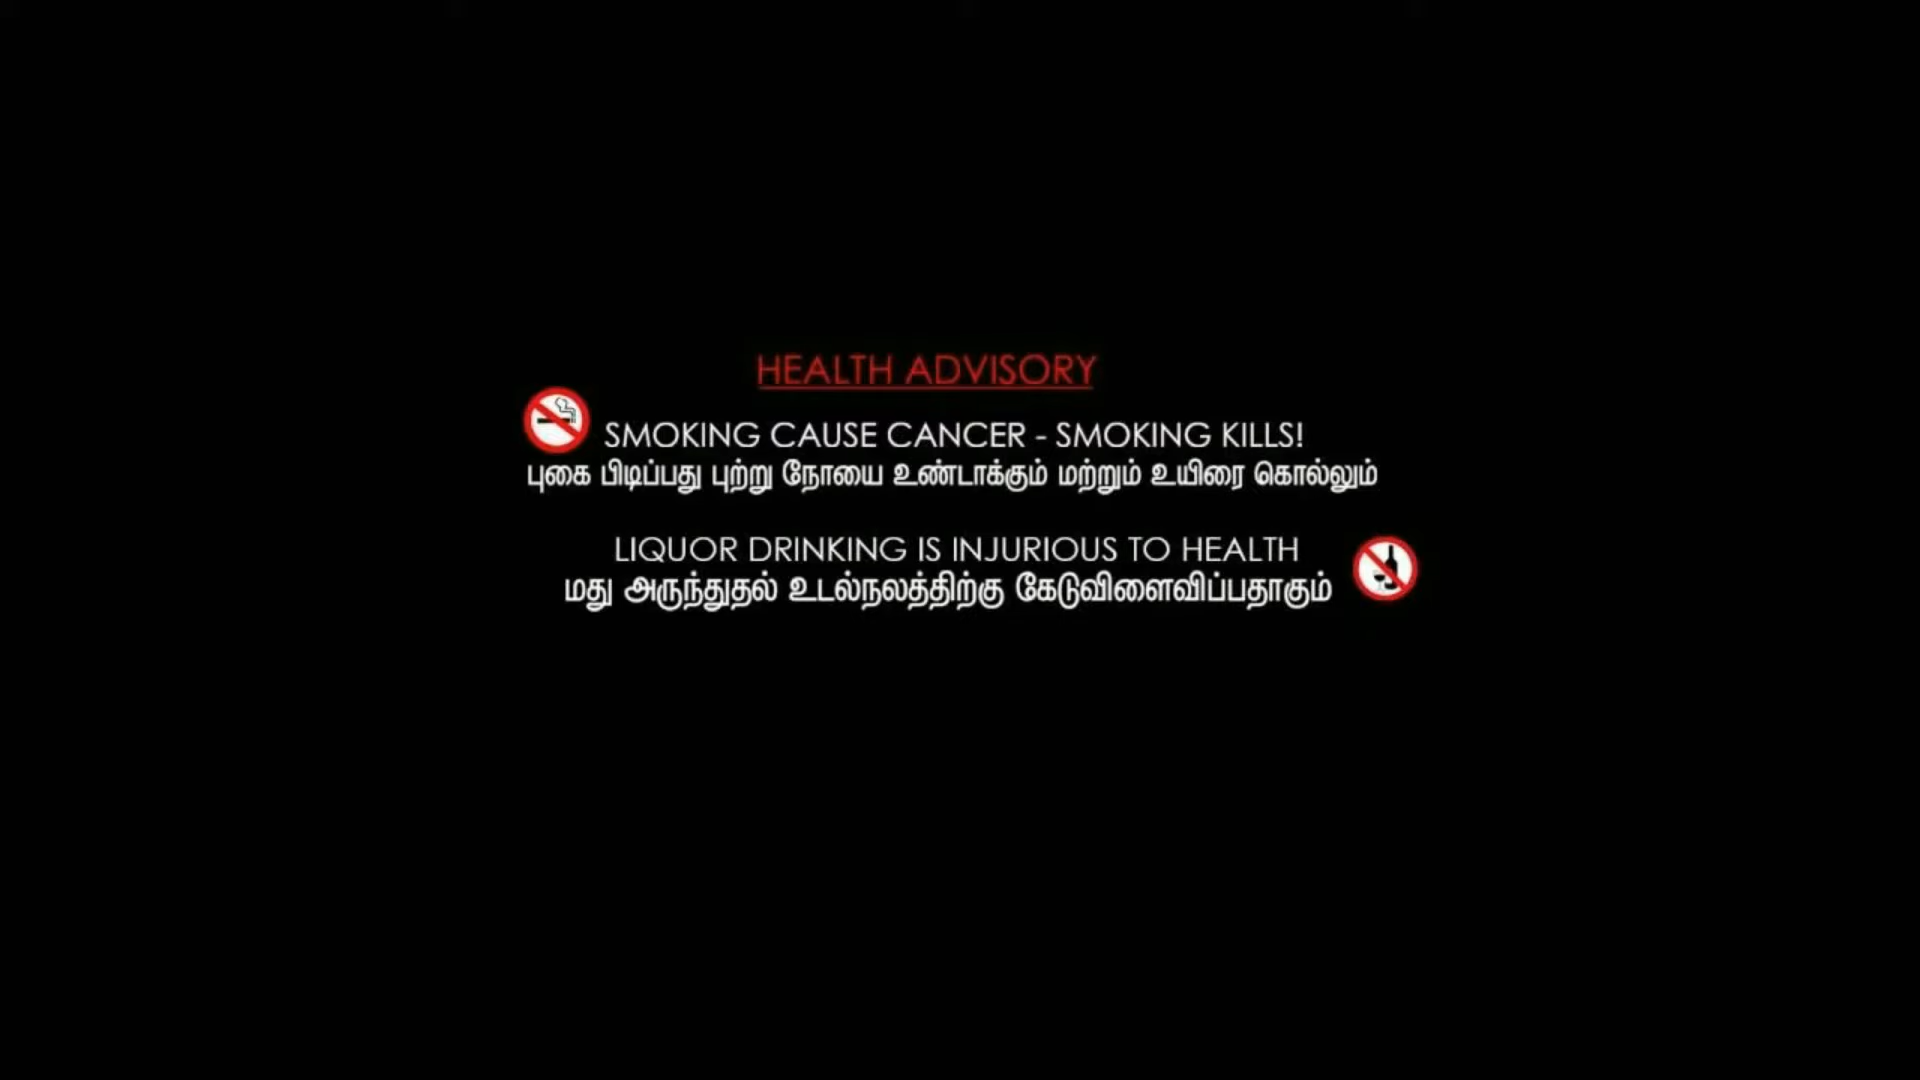 HEALTH ADVISORY
SMOKING CAUSE CANCER - SMOKING KILLS!
புகை பிடிப்பது புற்று நோயை உண்டாக்கும் மற்றும் உயிரை கொல்லும்
LIQUOR DRINKING IS INJURIOUS TO HEALTH
மது அருந்துதல் உடல்நலத்திற்கு கேடுவிளைவிப்பதாகும்